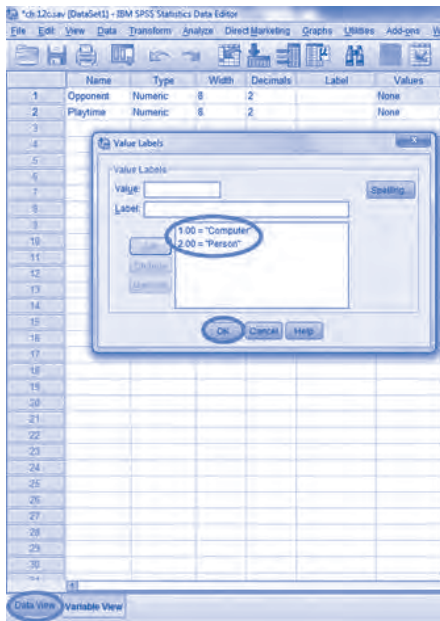 *ch 12c.sav [DataSet1] - IBM SPSS Statistics Data Editor
File Edit View Data Transform Analyze Direct Marketing Graphs Utilities Add-ons W
Name Type Width Decimals Label Values
1 Opponent Numeric 8 2 None
2 Playtime Numeric 8 2 None
3
4
5
6
7
8
9
10
11
12
13
14
15
16
17
18
19
20
21
22
23
24
25
26
27
28
29
30
Value Labels
Value Labels
Value:
Spelling...
Label:
1.00 = "Computer"
2.00 = "Person"
Add
Change
Remove
OK Cancel Help
Data View Variable View